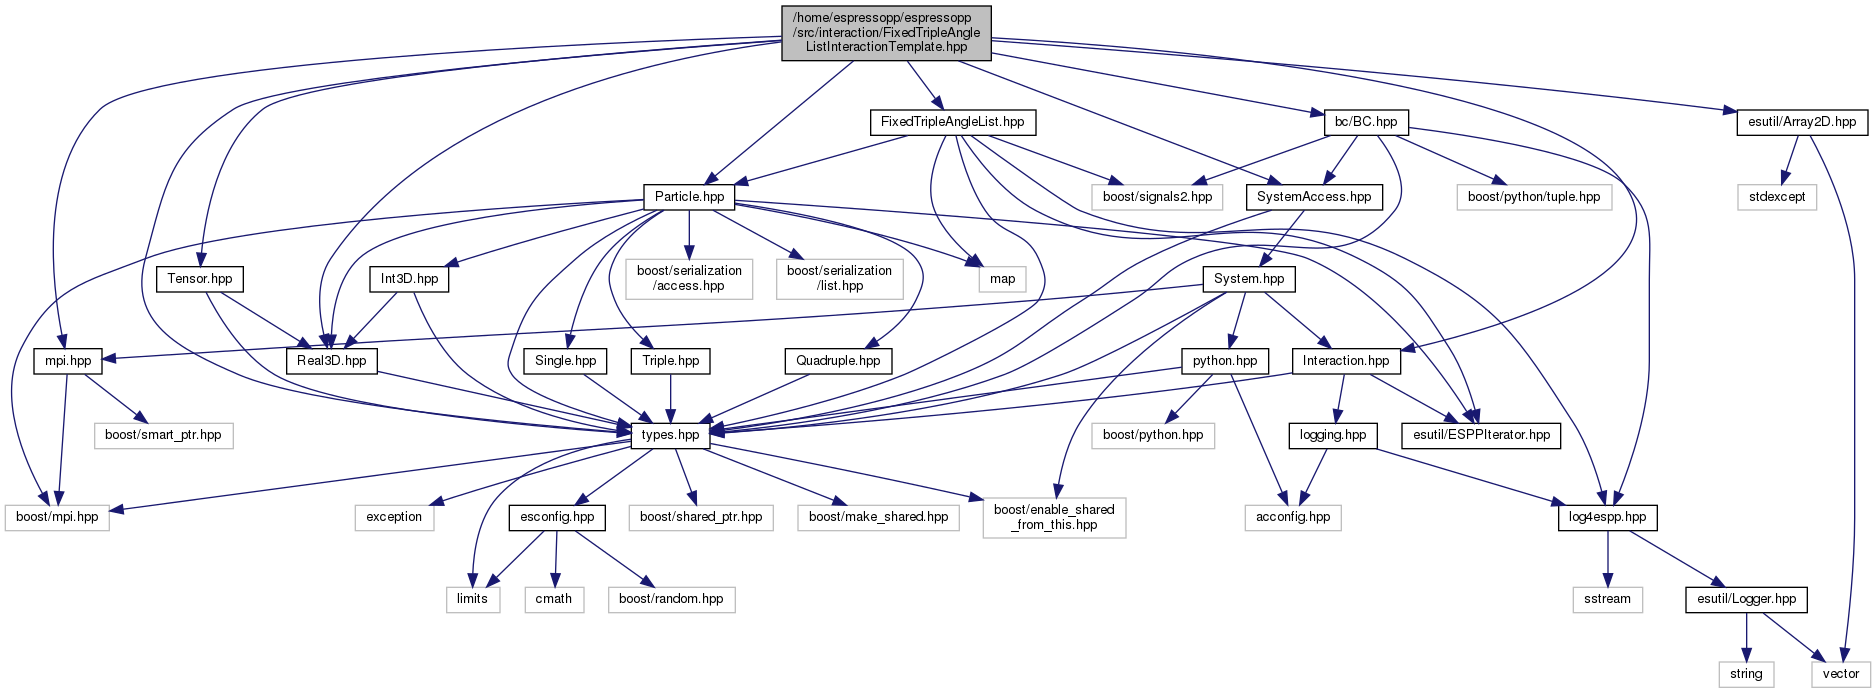 /home/espressopp/espressopp
/src/interaction/FixedTripleAngle
ListInteractionTemplate.hpp
FixedTripleAngleList.hpp
bc/BC.hpp
esutil/Array2D.hpp
Particle.hpp
boost/signals2.hpp
SystemAccess.hpp
boost/python/tuple.hpp
stdexcept
Tensor.hpp
Int3D.hpp
boost/serialization
/access.hpp
boost/serialization
/list.hpp
map
System.hpp
mpi.hpp
Real3D.hpp
Single.hpp
Triple.hpp
Quadruple.hpp
python.hpp
Interaction.hpp
boost/smart_ptr.hpp
types.hpp
boost/python.hpp
logging.hpp
esutil/ESPPIterator.hpp
boost/mpi.hpp
exception
esconfig.hpp
boost/shared_ptr.hpp
boost/make_shared.hpp
boost/enable_shared
_from_this.hpp
acconfig.hpp
log4espp.hpp
limits
cmath
boost/random.hpp
sstream
esutil/Logger.hpp
string
vector